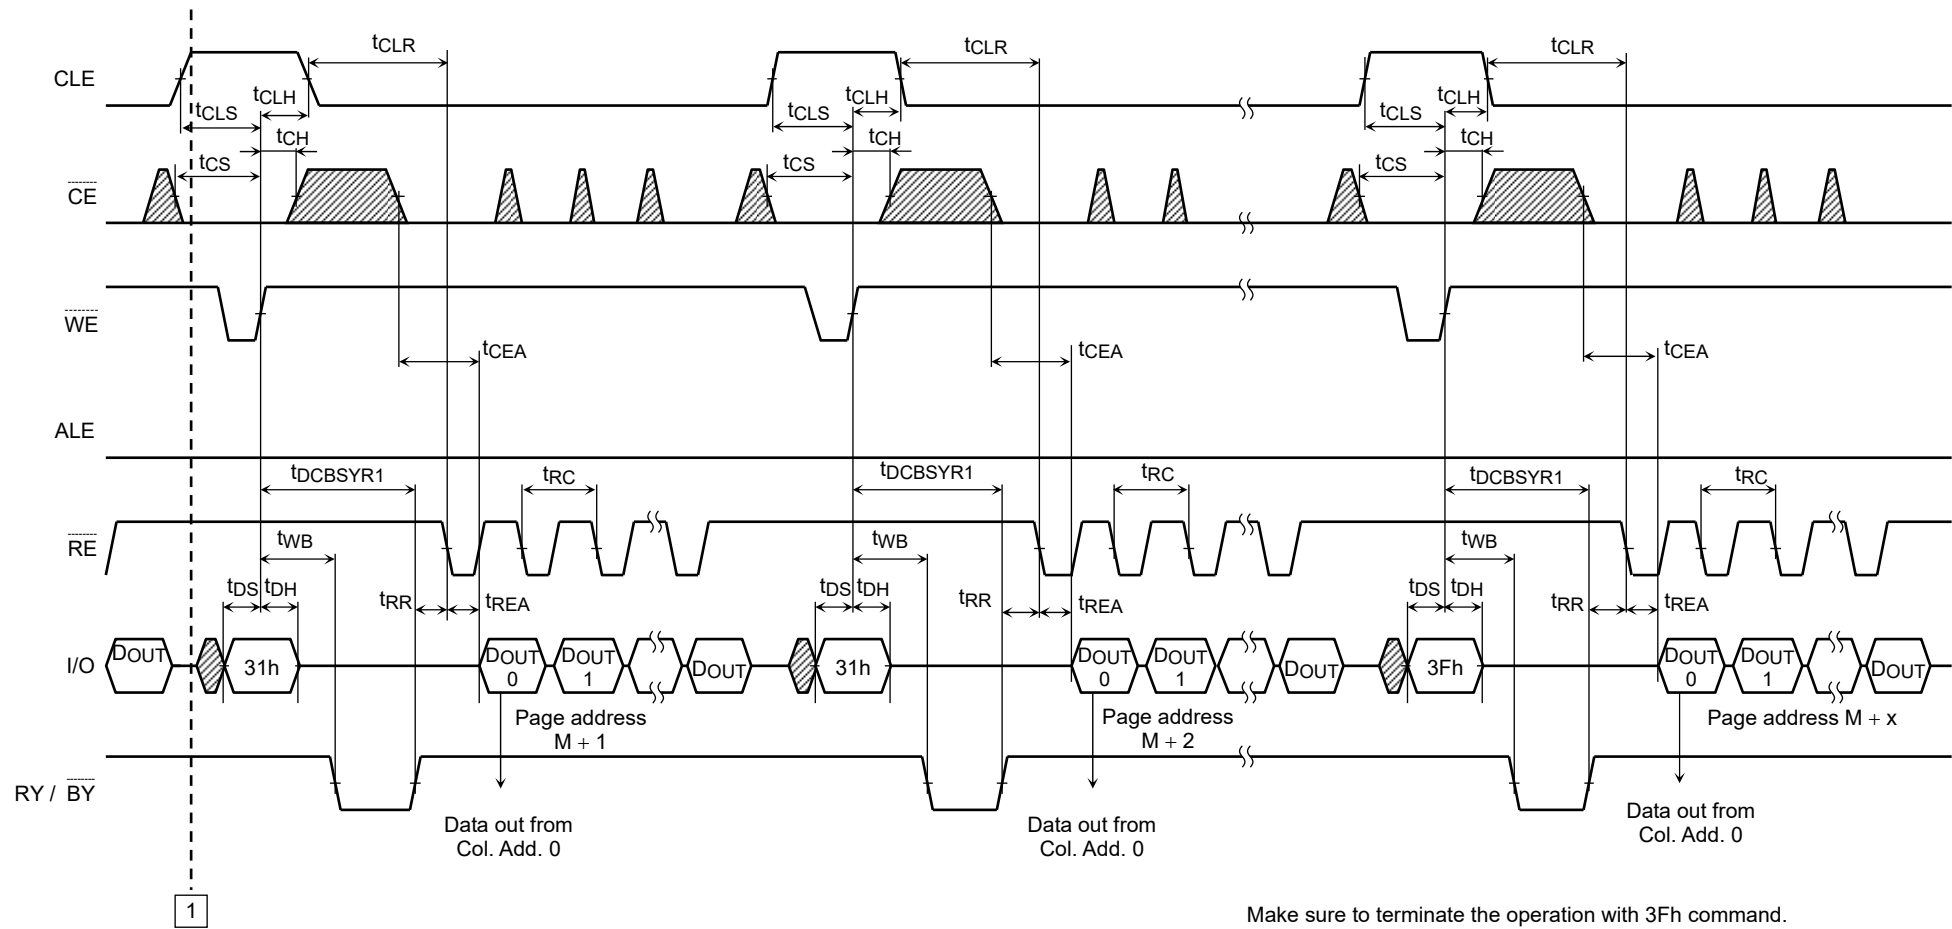 tCLR tCLR tCLR
CLE
tCLH tCLH tCLH
tCLS tCLS tCLS
tCH tCH tCH
tCS tCS tCS
CE
WE
tCEA tCEA tCEA
ALE
tDCBSYR1 tRC tDCBSYR1 tRC tDCBSYR1 tRC
RE
tWB tWB tWB
tDS tDH tDS tDH tDS tDH
tRR tREA tRR tREA tRR tREA
I/O
DOUT 31h DOUT 0 DOUT 1 DOUT 31h DOUT 0 DOUT 1 DOUT 3Fh DOUT 0 DOUT 1 DOUT
Page address
M + 1
Page address
M + 2
Page address M + x
RY / BY
Data out from
Col. Add. 0
Data out from
Col. Add. 0
Data out from
Col. Add. 0
1
Make sure to terminate the operation with 3Fh command.